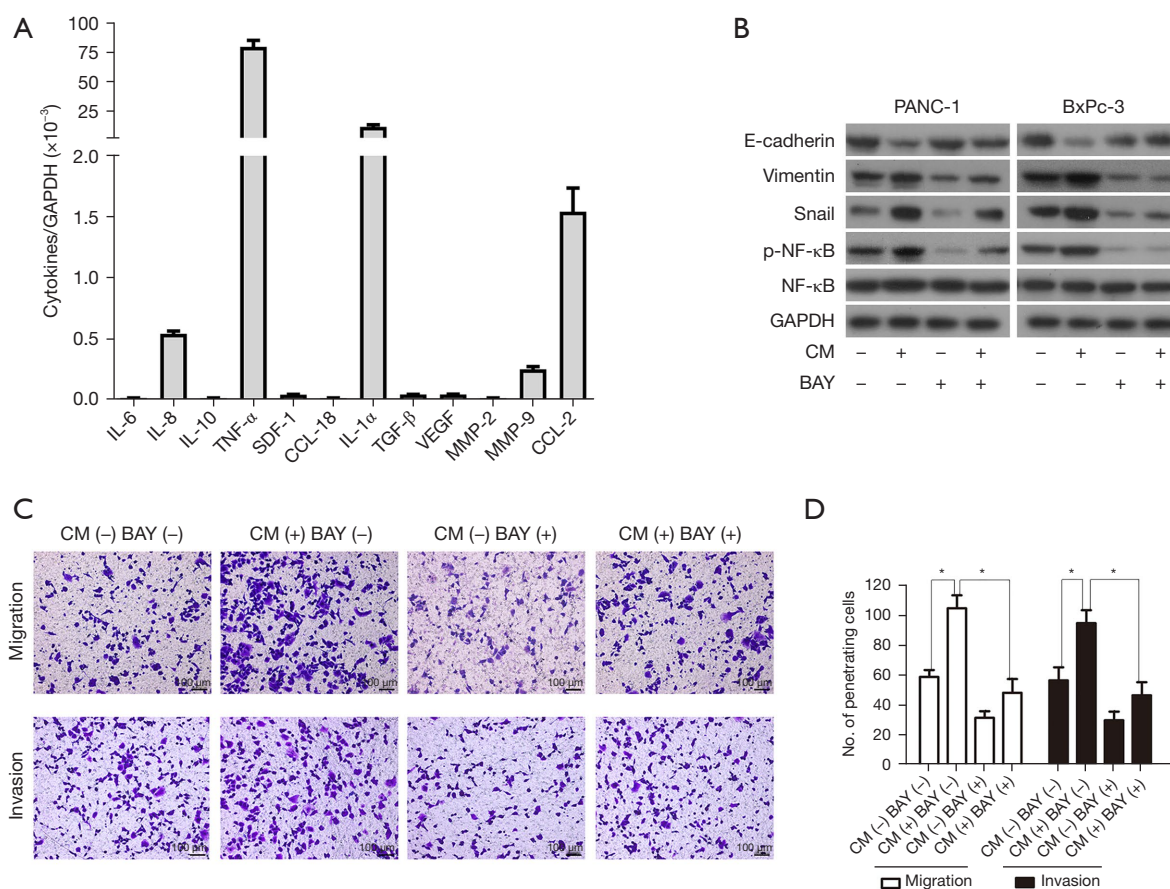 A
Cytokines/GAPDH (×10⁻³)
100
75
50
25
2.0
1.5
1.0
0.5
0.0
IL-6
IL-8
IL-10
TNF-α
SDF-1
CCL-18
IL-1α
TGF-β
VEGF
MMP-2
MMP-9
CCL-2
B
PANC-1 BxPc-3
E-cadherin
Vimentin
Snail
p-NF-κB
NF-κB
GAPDH
CM – + – + – + – +
BAY – – + + – – + +
C
CM (–) BAY (–) CM (+) BAY (–) CM (–) BAY (+) CM (+) BAY (+)
Migration
100 μm 100 μm 100 μm 100 μm
Invasion
100 μm 100 μm 100 μm 100 μm
D
No. of penetrating cells
120
100
80
60
40
20
0
* * * *
CM (–) BAY (–)
CM (+) BAY (–)
CM (–) BAY (+)
CM (+) BAY (+)
CM (–) BAY (–)
CM (+) BAY (–)
CM (–) BAY (+)
CM (+) BAY (+)
Migration Invasion